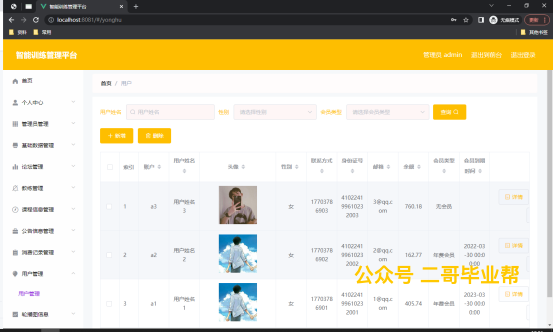 智能训练管理平台
localhost:8081/#/yonghu
无痕模式
更新
资料 常用 其他书签
智能训练管理平台 管理员 admin 退出到前台 退出登录
首页
个人中心
管理员管理
基础数据管理
论坛管理
教练管理
课程信息管理
公告信息管理
消费记录管理
用户管理
用户管理
轮播图信息
首页 / 用户
用户姓名 用户姓名 性别 请选择性别 会员类型 请选择会员类型 查询
+ 新增 删除
索引 账户 用户姓名 头像 性别 联系方式 身份证号 邮箱 余额 会员类型 会员到期时间
3 a3 用户姓名3 女 17703786903 410224199610232003 3@qq.com 760.18 无会员 详情
2 a2 用户姓名2 女 17703786902 410224199610232002 2@qq.com 162.77 年费会员 2022-03-30 00:00:00 详情
1 a1 用户姓名1 女 17703786901 410224199610232001 1@qq.com 405.74 年费会员 2023-03-30 00:00:00 详情
公众号 二哥毕业帮